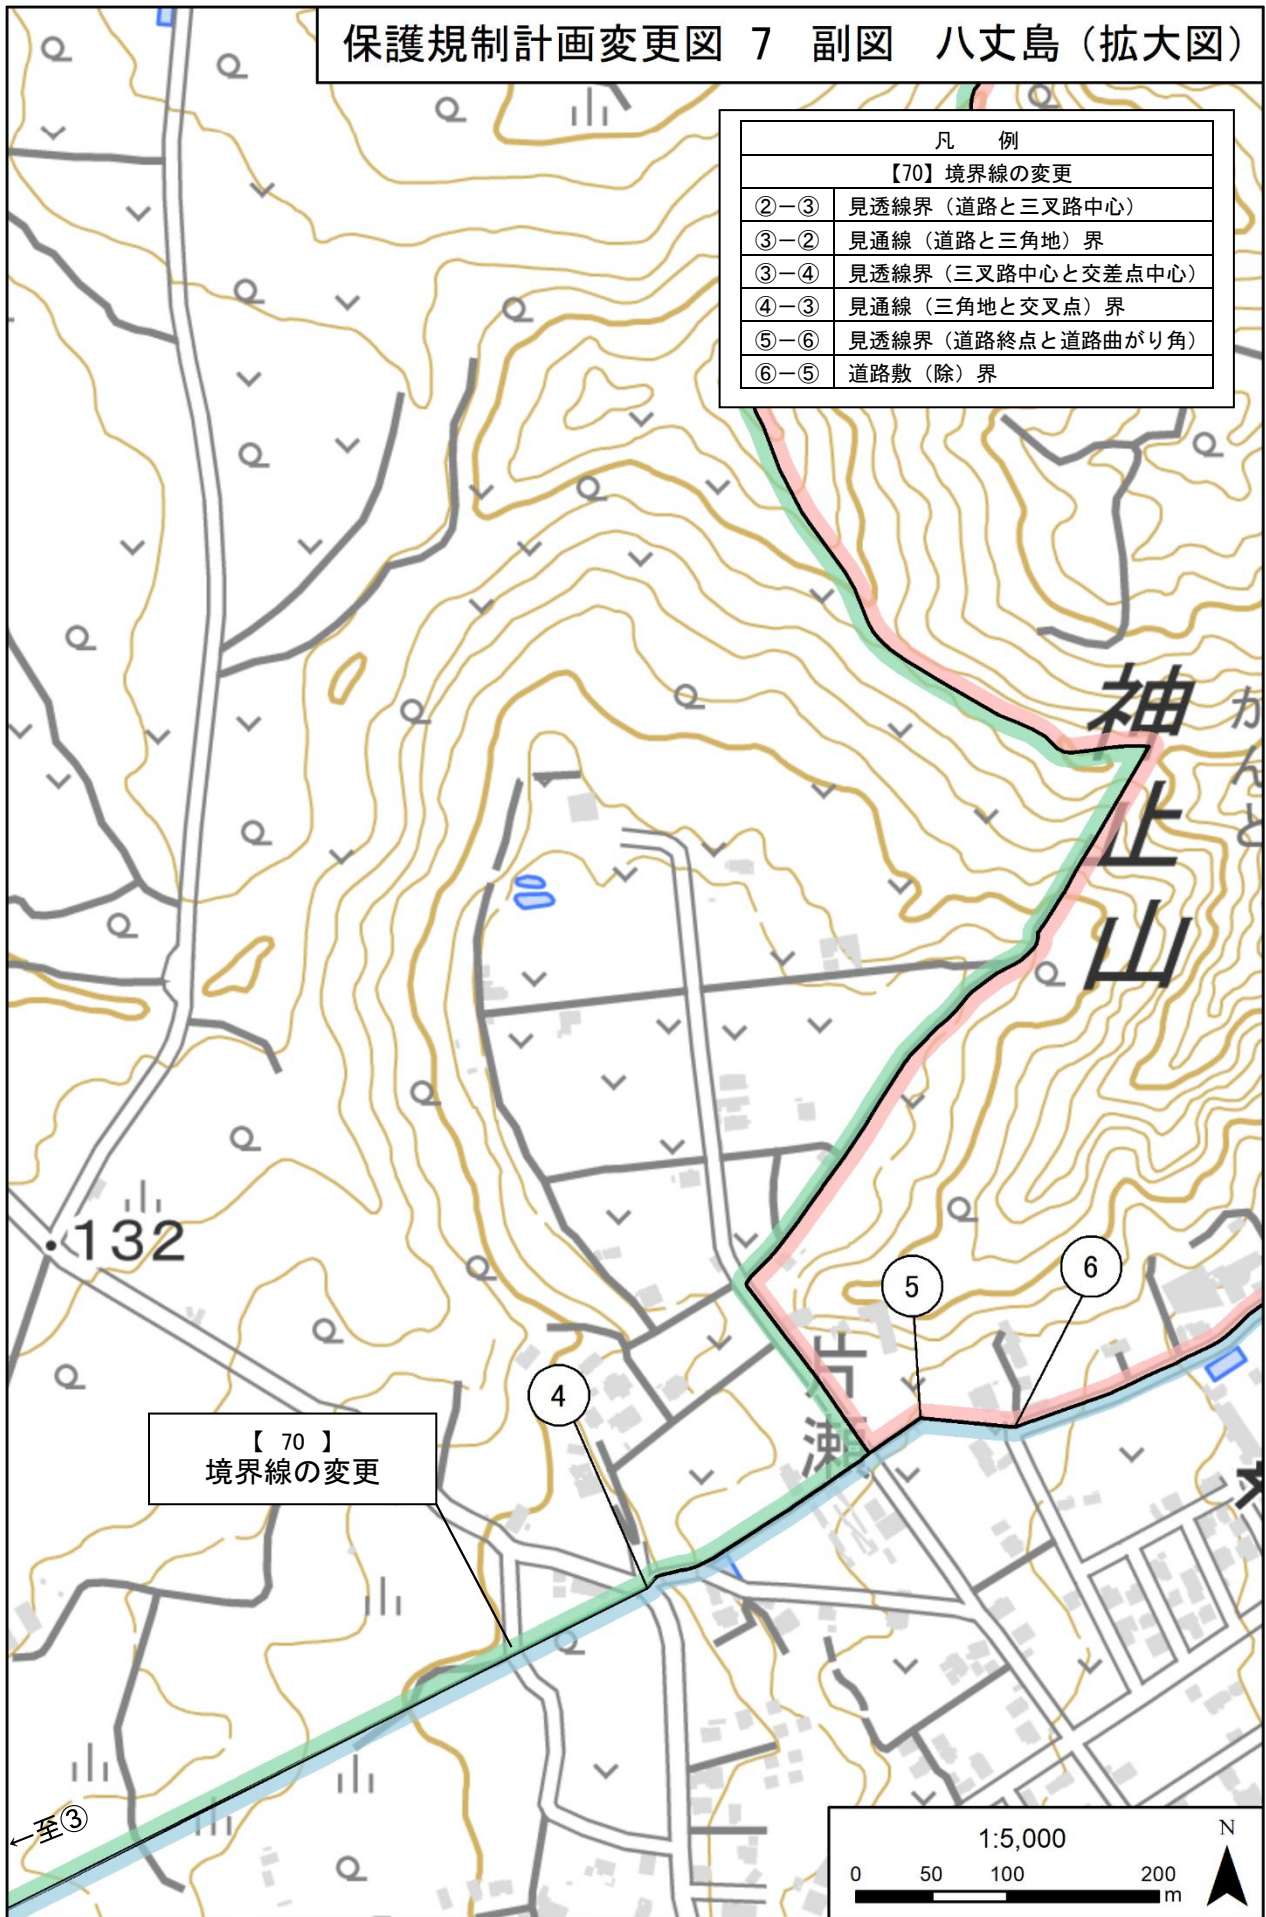 保護規制計画変更図 7 副図 八丈島（拡大図）
凡 例
【70】境界線の変更
②－③ 見透線界（道路と三叉路中心）
③－② 見通線（道路と三角地）界
③－④ 見透線界（三叉路中心と交差点中心）
④－③ 見通線（三角地と交叉点）界
⑤－⑥ 見透線界（道路終点と道路曲がり角）
⑥－⑤ 道路敷（除）界
神止山
かんど
132
片瀬
4
5
6
【 70 】
境界線の変更
←至③
1:5,000
N
0 50 100 200
m